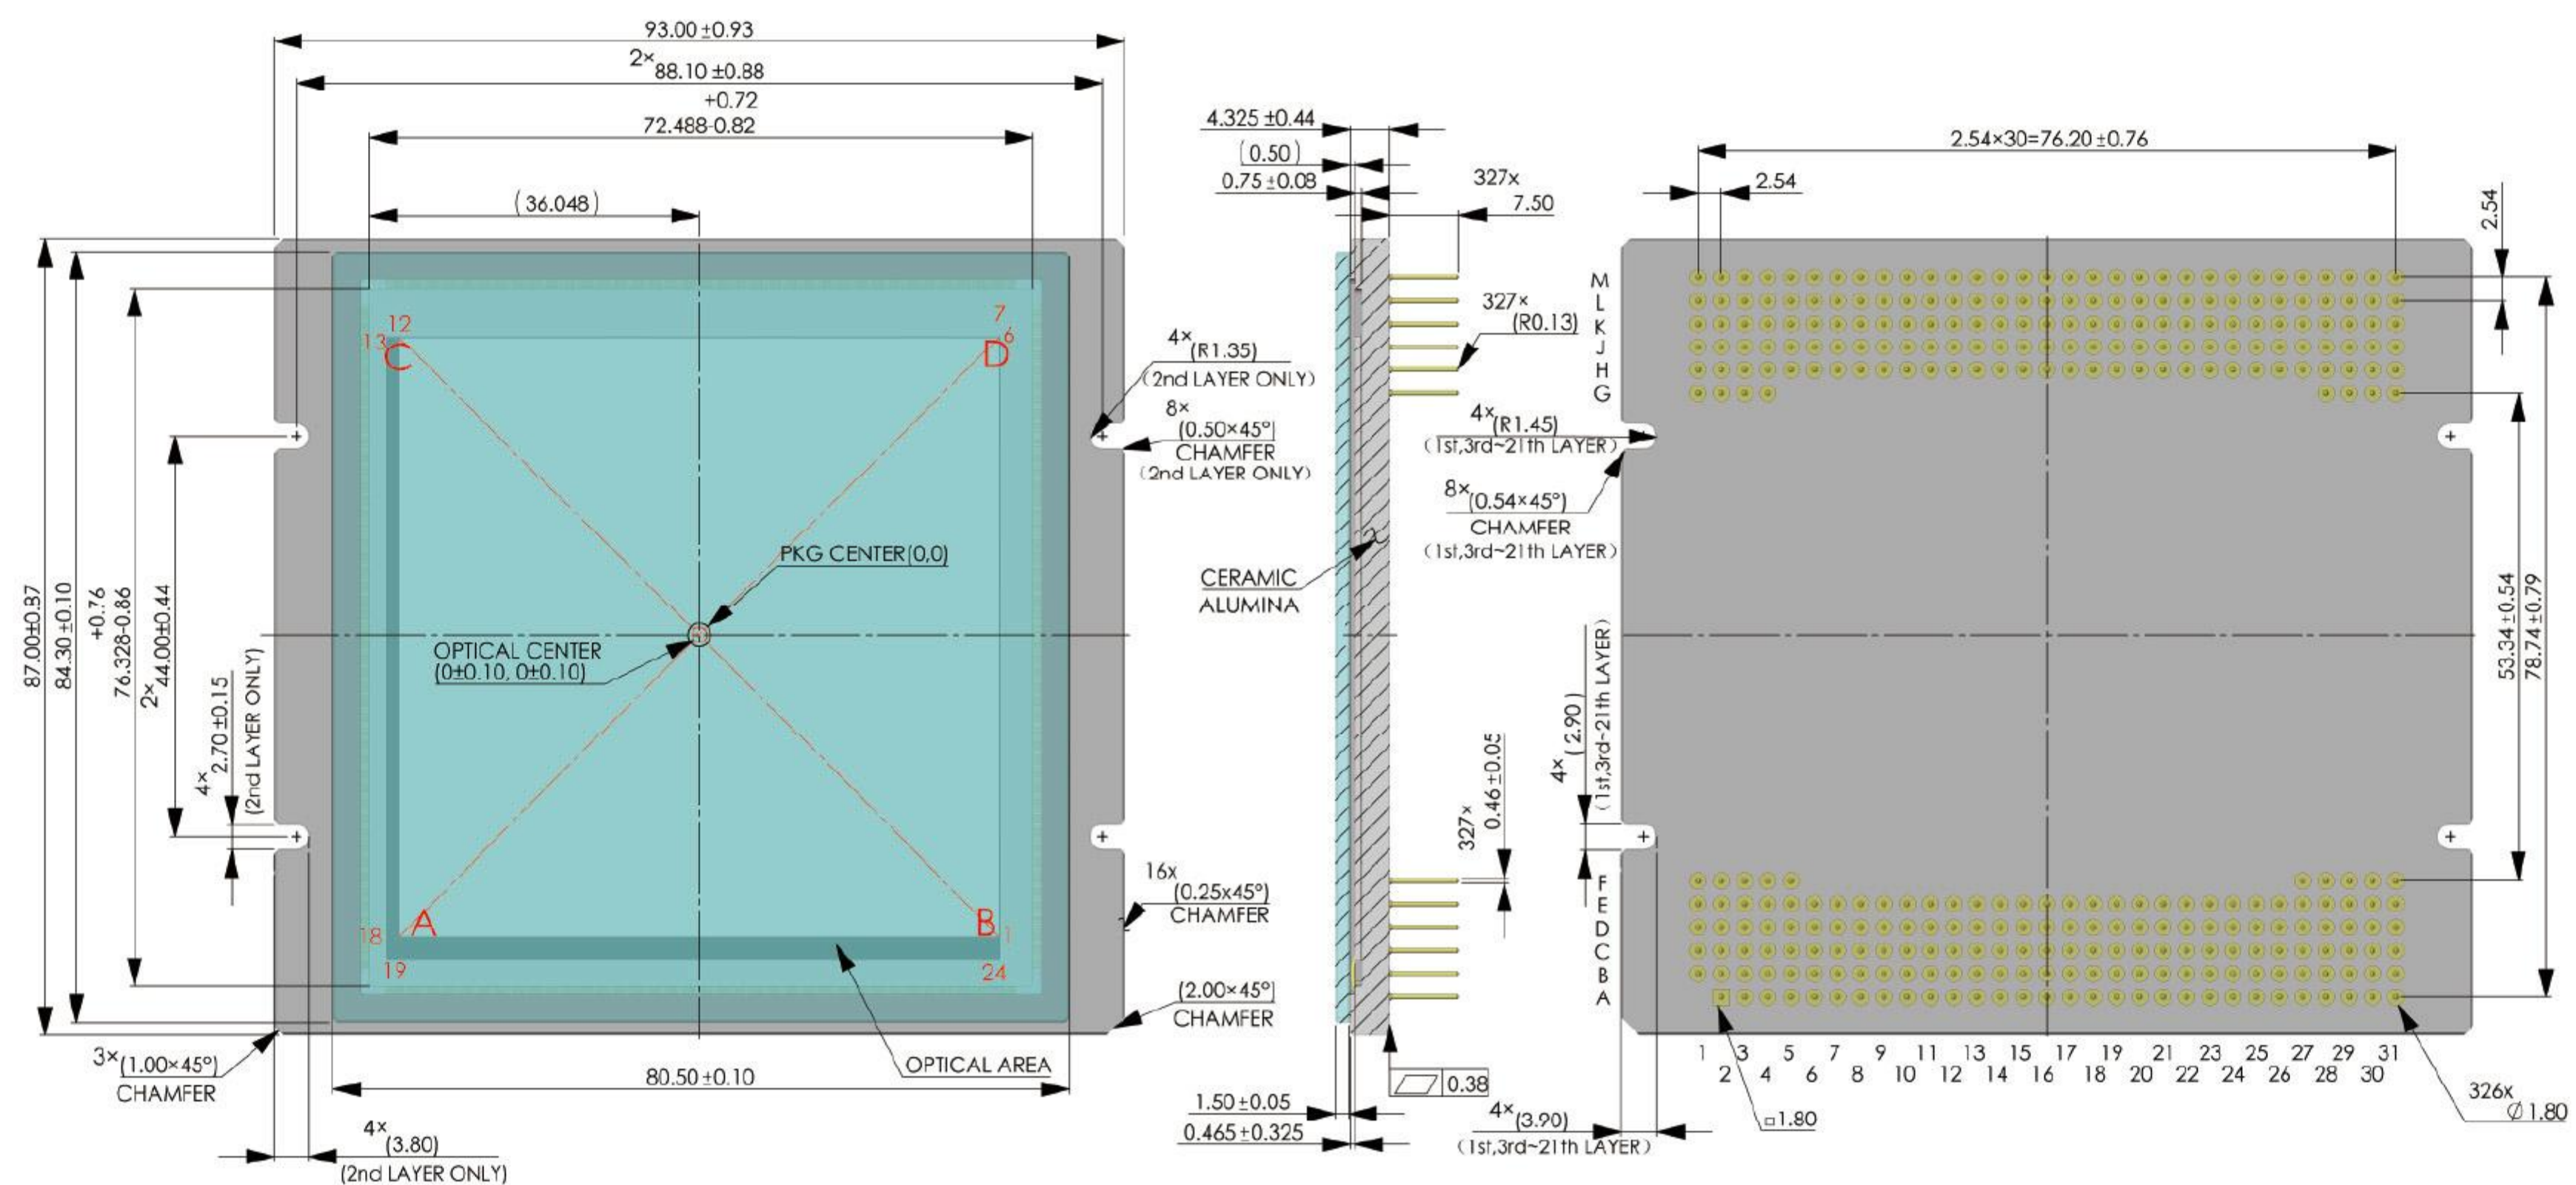 93.00 ±0.93
2× 88.10 ±0.88
+0.72
72.488-0.82
(36.048)
87.00±0.87
84.30 ±0.10
+0.76
76.328-0.86
2× 44.00±0.44
4× 2.70±0.15
(2nd LAYER ONLY)
12
13
C
7
6
D
PKG CENTER(0,0)
OPTICAL CENTER
(0±0.10, 0±0.10)
18
A
19
B
1
24
OPTICAL AREA
3× (1.00×45°)
CHAMFER
80.50 ±0.10
4× (3.80)
(2nd LAYER ONLY)
4× (R1.35)
(2nd LAYER ONLY)
8× (0.50×45°)
CHAMFER
(2nd LAYER ONLY)
16x (0.25x45°)
CHAMFER
(2.00×45°)
CHAMFER
4.325 ±0.44
(0.50)
0.75 ±0.08
327x
7.50
327×
(R0.13)
CERAMIC
ALUMINA
327×
0.46 ±0.05
0.38
1.50 ±0.05
0.465 ±0.325
4× (R1.45)
(1st,3rd~21th LAYER)
8× (0.54×45°)
CHAMFER
(1st,3rd~21th LAYER)
4× (2.90)
(1st,3rd~21th LAYER)
4× (3.90)
(1st,3rd~21th LAYER)
2.54×30=76.20 ±0.76
2.54
2.54
M
L
K
J
H
G
53.34 ±0.54
78.74 ±0.79
F
E
D
C
B
A
1 3 5 7 9 11 13 15 17 19 21 23 25 27 29 31
2 4 6 8 10 12 14 16 18 20 22 24 26 28 30
□1.80
326x
∅ 1.80